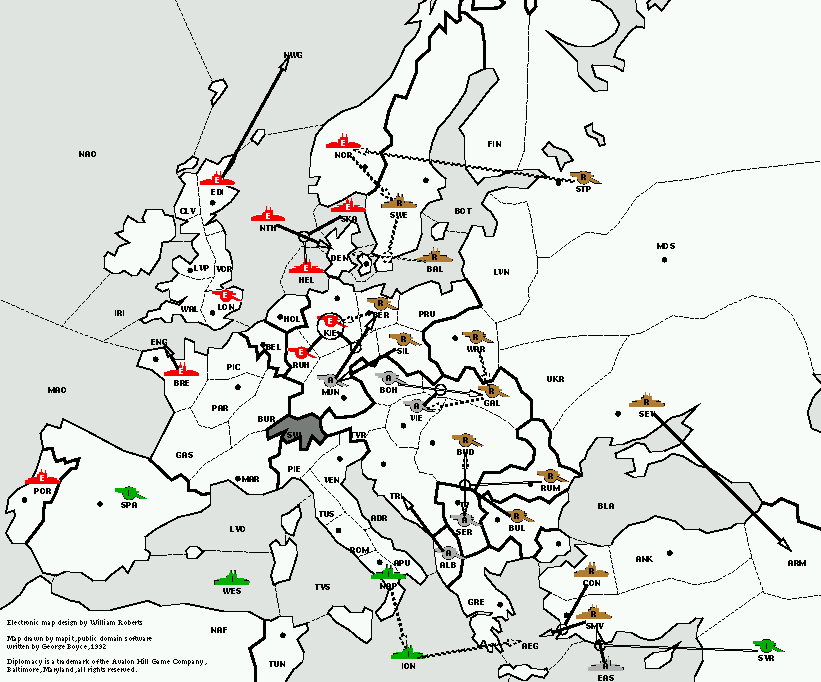 NWG
NAO
FIN
NOR
STP
EDI
CLV
SWE
SKA
NTH
BOT
MOS
DEN
BAL
LVN
LVP
YOR
HEL
LON
WAL
IRI
HOL
BER
PRU
KIE
ENG
BEL
RUH
SIL
WAR
PIC
BRE
UKR
MUN
BOH
GAL
MAO
PAR
VIE
SEV
BUR
SWI
TYR
GAS
BUD
PIE
MAR
VEN
RUM
TRI
BLA
POR
SPA
TUS
ADR
BUL
SER
LYO
ROM
APU
ANK
ARM
ALB
CON
WES
TVS
NAP
GRE
SMY
Electronic map design by William Roberts
NAF
AEG
Map drawn by mapit, public domain software
written by George Boyce, 1992
SYR
Diplomacy is a trademark of the Avalon Hill Game Company,
Baltimore, Maryland, all rights reserved.
TUN
ION
EAS
E
E
E
E
E
E
E
E
E
E
R
R
R
R
R
R
R
R
R
R
R
R
R
A
A
A
A
A
A
I
I
I
I
I